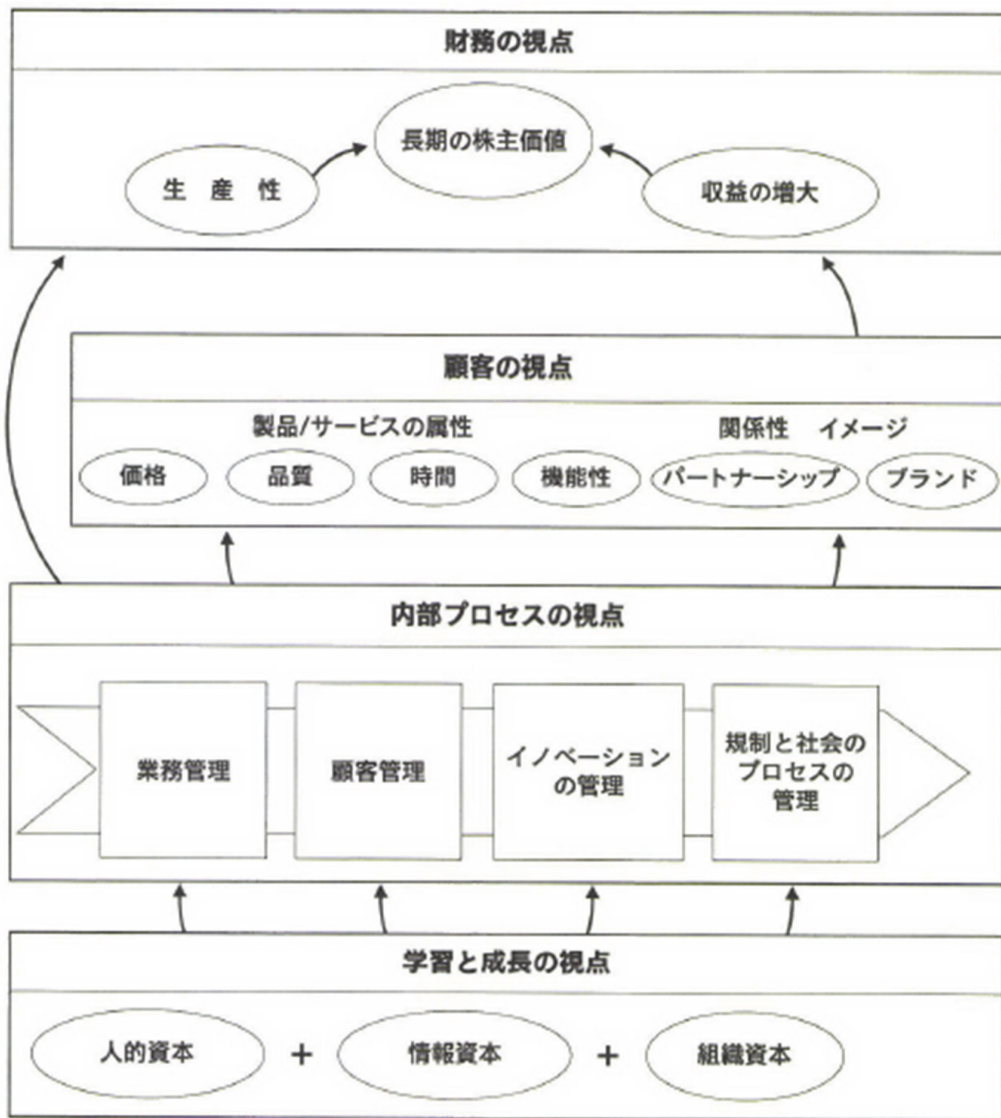 財務の視点
長期の株主価値
生 産 性
収益の増大
顧客の視点
製品/サービスの属性
関係性 イメージ
価格
品質
時間
機能性
パートナーシップ
ブランド
内部プロセスの視点
業務管理
顧客管理
イノベーション
の管理
規制と社会の
プロセスの
管理
学習と成長の視点
人的資本
+
情報資本
+
組織資本